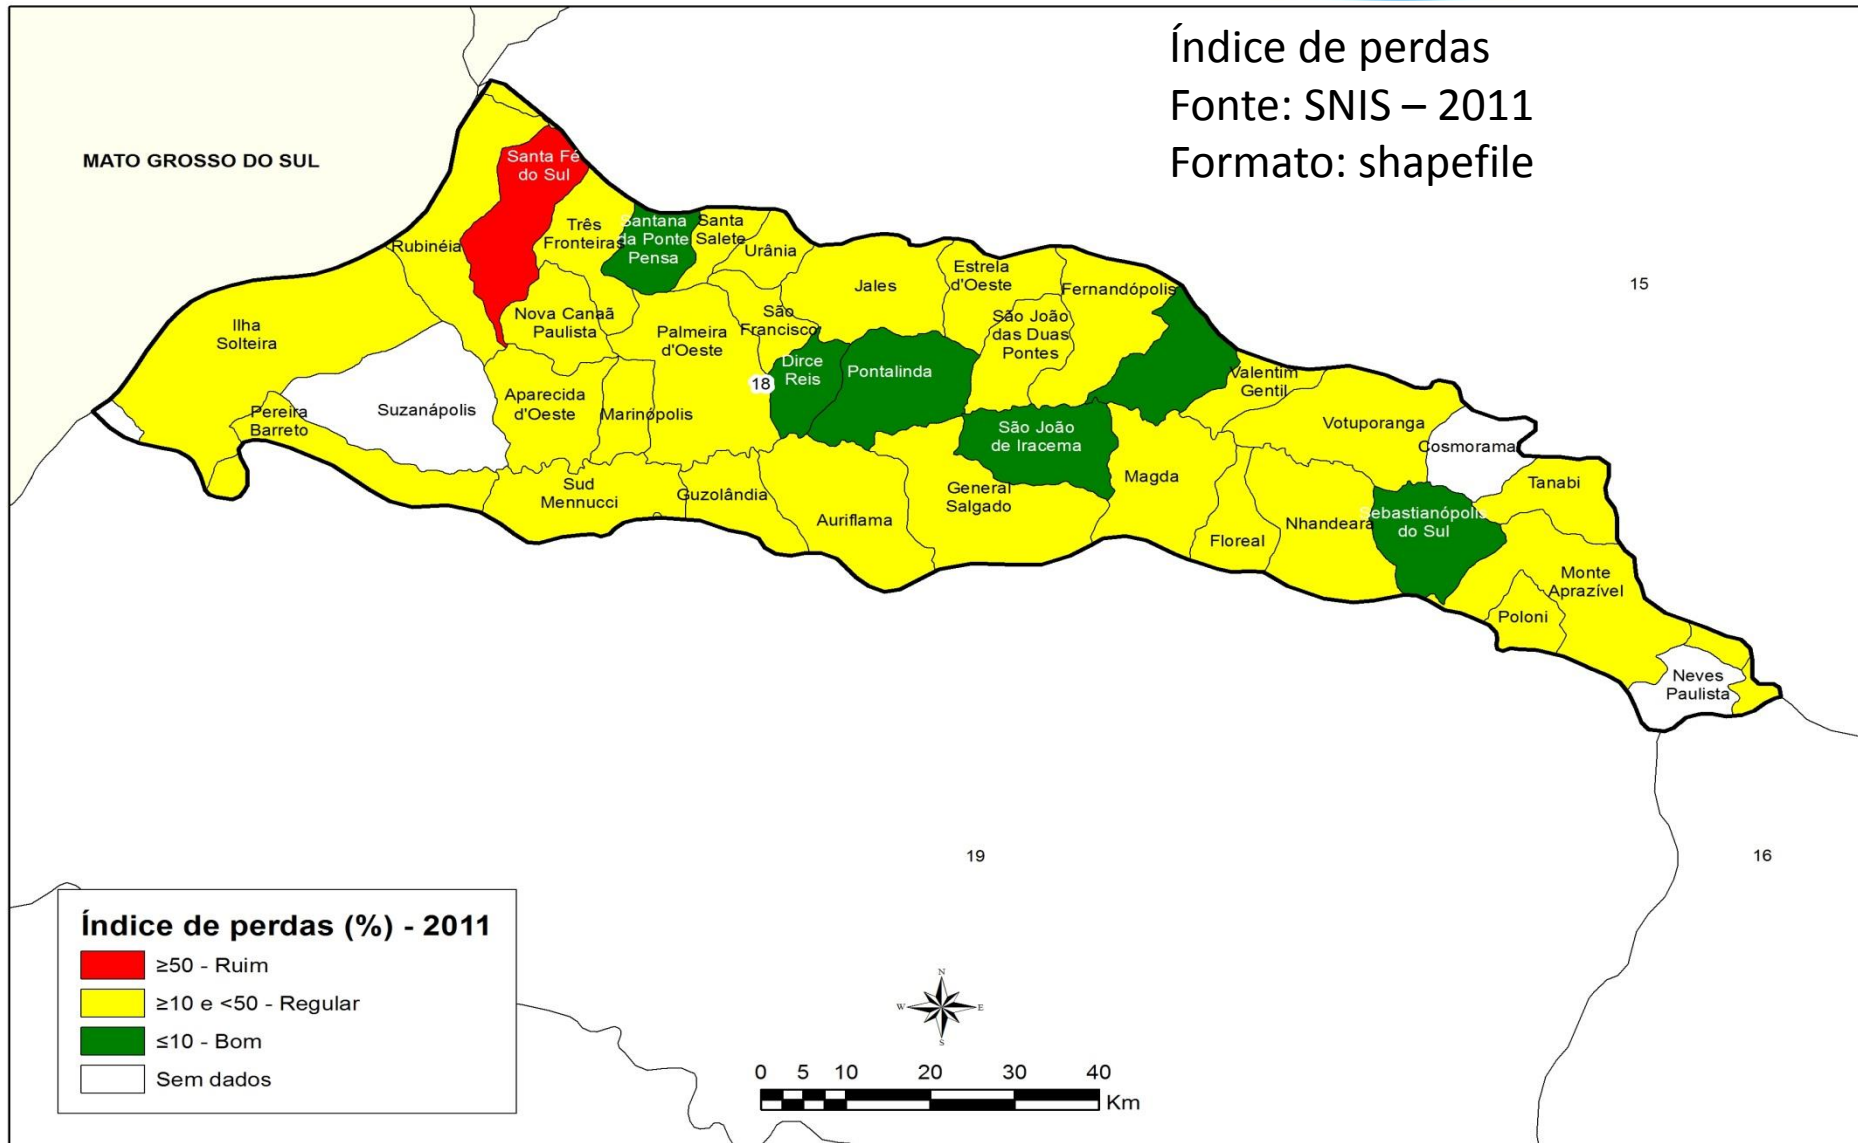 Índice de perdas
Fonte: SNIS – 2011
Formato: shapefile
MATO GROSSO DO SUL
Santa Fé
do Sul
Três
Fronteiras
Santana
da Ponte
Pensa
Santa
Salete
Urânia
Rubinéia
Jales
Estrela
d'Oeste
Fernandópolis
15
Ilha
Solteira
Nova Canaã
Paulista
Palmeira
d'Oeste
São
Francisco
São João
das Duas
Pontes
Dirce
Reis
Pontalinda
18
Valentim
Gentil
Suzanápolis
Aparecida
d'Oeste
Marinópolis
Pereira
Barreto
Votuporanga
Cosmorama
São João
de Iracema
Magda
Tanabi
Sud
Mennucci
Guzolândia
General
Salgado
Auriflama
Floreal
Nhandeara
Sebastianópolis
do Sul
Monte
Aprazível
Poloni
Neves
Paulista
19
16
Índice de perdas (%) - 2011
≥50 - Ruim
≥10 e <50 - Regular
≤10 - Bom
Sem dados
N
W
E
S
0 5 10 20 30 40
Km